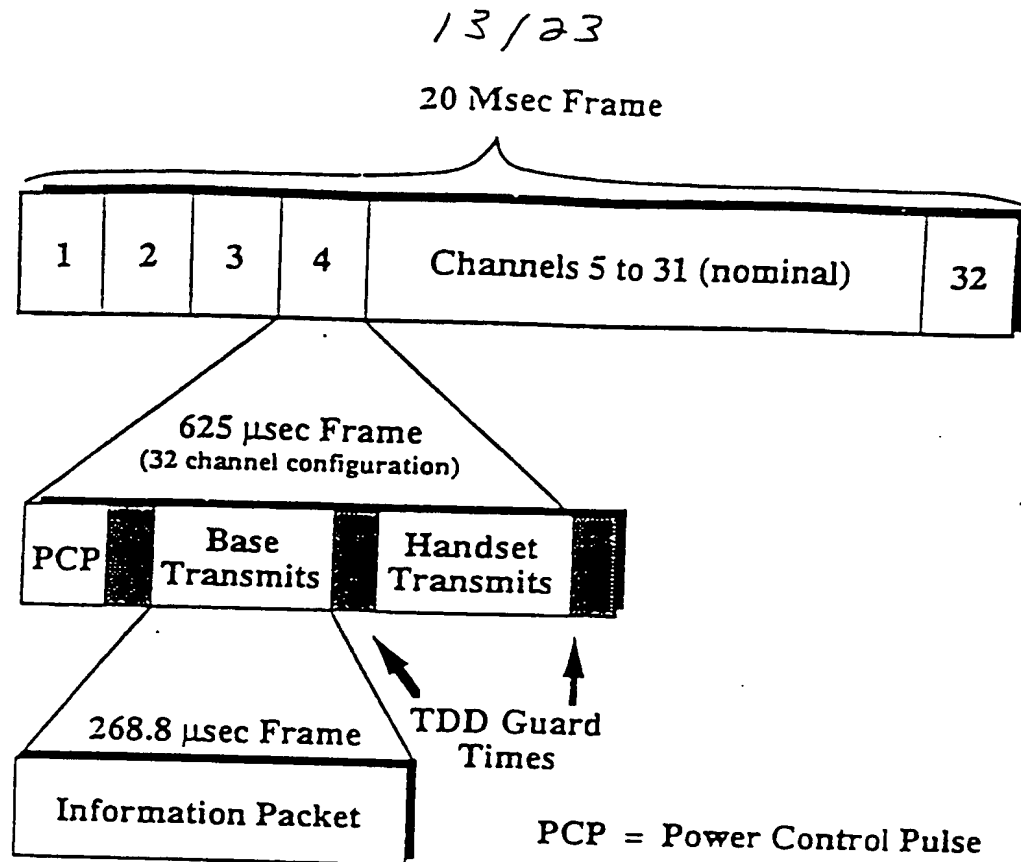 13/23
20 Msec Frame
1
2
3
4
Channels 5 to 31 (nominal)
32
625 μsec Frame
(32 channel configuration)
PCP
Base
Transmits
Handset
Transmits
268.8 μsec Frame
TDD Guard
Times
Information Packet
PCP = Power Control Pulse